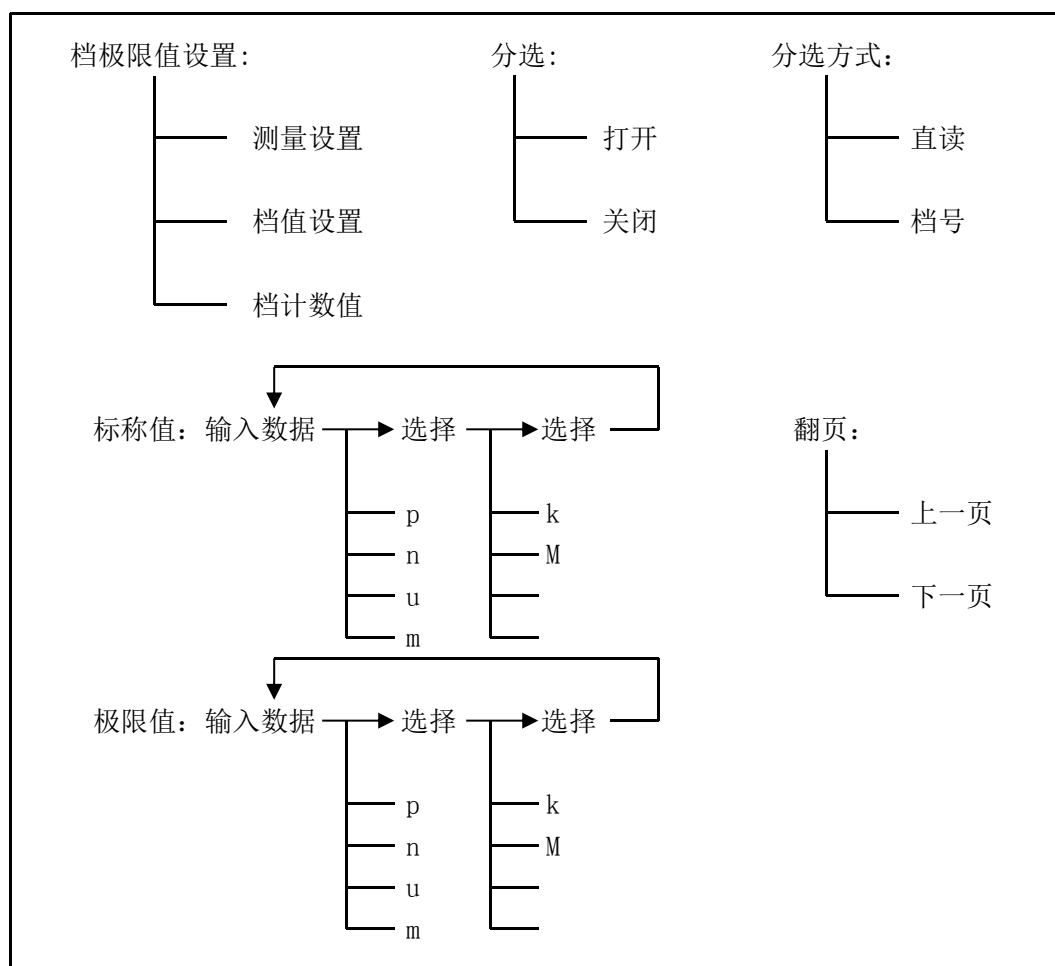 档极限值设置:
分选:
分选方式:
测量设置
打开
直读
档值设置
关闭
档号
档计数值
标称值: 输入数据
选择
选择
翻页:
p
k
上一页
n
M
u
下一页
m
极限值: 输入数据
选择
选择
p
k
n
M
u
m